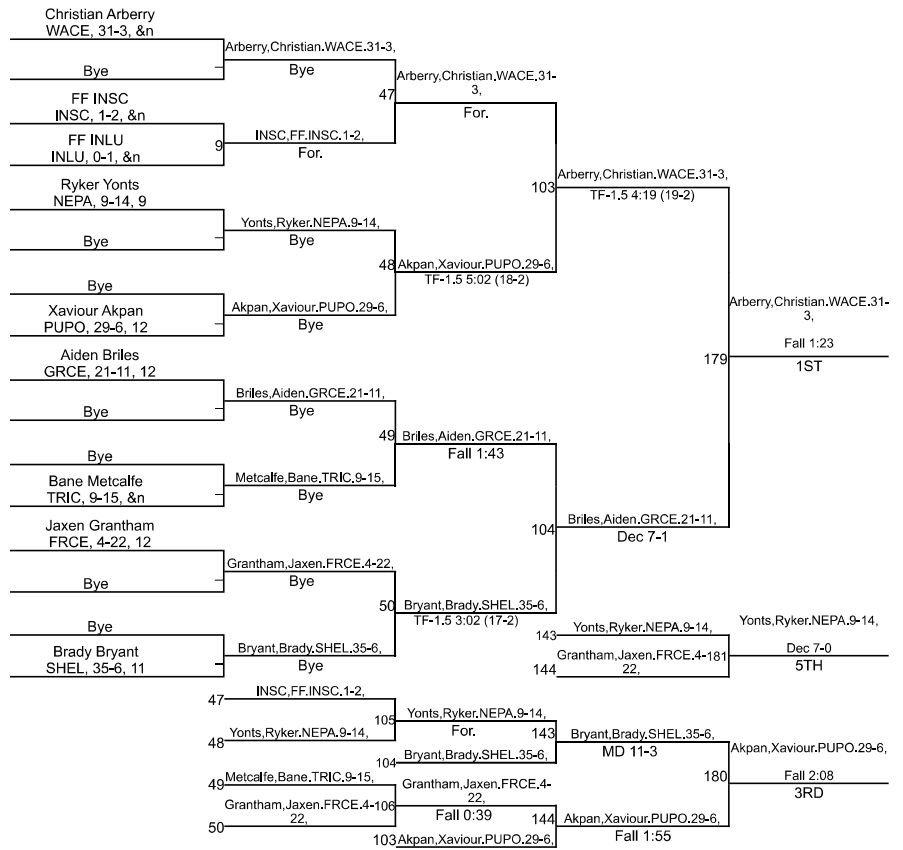 Christian Arberry
WACE, 31-3, &n
Bye
FF INSC
INSC, 1-2, &n
FF INLU
INLU, 0-1, &n
Ryker Yonts
NEPA, 9-14, 9
Bye
Bye
Xaviour Akpan
PUPO, 29-6, 12
Aiden Briles
GRCE, 21-11, 12
Bye
Bye
Bane Metcalfe
TRIC, 9-15, &n
Jaxen Grantham
FRCE, 4-22, 12
Bye
Bye
Brady Bryant
SHEL, 35-6, 11
Arberry,Christian.WACE.31-3,
Bye
9
INSC,FF.INSC.1-2,
For.
Yonts,Ryker.NEPA.9-14,
Bye
Akpan,Xaviour.PUPO.29-6,
Bye
Briles,Aiden.GRCE.21-11,
Bye
Metcalfe,Bane.TRIC.9-15,
Bye
Grantham,Jaxen.FRCE.4-22,
Bye
Bryant,Brady.SHEL.35-6,
Bye
47
Arberry,Christian.WACE.31-
3,
For.
48
Akpan,Xaviour.PUPO.29-6,
TF-1.5 5:02 (18-2)
49
Briles,Aiden.GRCE.21-11,
Fall 1:43
50
Bryant,Brady.SHEL.35-6,
TF-1.5 3:02 (17-2)
103
Arberry,Christian.WACE.31-3,
TF-1.5 4:19 (19-2)
104
Briles,Aiden.GRCE.21-11,
Dec 7-1
179
Arberry,Christian.WACE.31-
3,
Fall 1:23
1ST
143
Yonts,Ryker.NEPA.9-14,
144
Grantham,Jaxen.FRCE.4-
22,
181
Yonts,Ryker.NEPA.9-14,
Dec 7-0
5TH
47
INSC,FF.INSC.1-2,
48
Yonts,Ryker.NEPA.9-14,
105
Yonts,Ryker.NEPA.9-14,
For.
104
Bryant,Brady.SHEL.35-6,
49
Metcalfe,Bane.TRIC.9-15,
50
Grantham,Jaxen.FRCE.4-
22,
106
Grantham,Jaxen.FRCE.4-
22,
Fall 0:39
103
Akpan,Xaviour.PUPO.29-6,
143
Bryant,Brady.SHEL.35-6,
MD 11-3
144
Akpan,Xaviour.PUPO.29-6,
Fall 1:55
180
Akpan,Xaviour.PUPO.29-6,
Fall 2:08
3RD